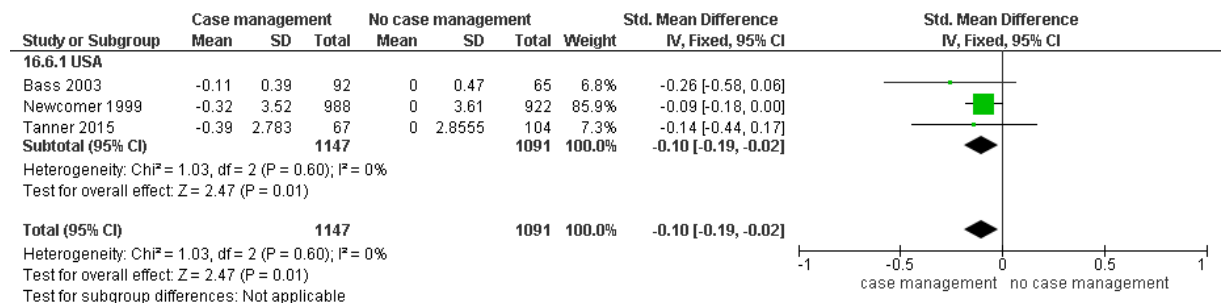 Case management No case management Std. Mean Difference Std. Mean Difference
Study or Subgroup Mean SD Total Mean SD Total Weight IV, Fixed, 95% CI IV, Fixed, 95% CI
16.6.1 USA
Bass 2003 -0.11 0.39 92 0 0.47 65 6.8% -0.26 [-0.58, 0.06]
Newcomer 1999 -0.32 3.52 988 0 3.61 922 85.9% -0.09 [-0.18, 0.00]
Tanner 2015 -0.39 2.783 67 0 2.8555 104 7.3% -0.14 [-0.44, 0.17]
Subtotal (95% CI) 1147 1091 100.0% -0.10 [-0.19, -0.02]
Heterogeneity: Chi² = 1.03, df = 2 (P = 0.60); I² = 0%
Test for overall effect: Z = 2.47 (P = 0.01)
Total (95% CI) 1147 1091 100.0% -0.10 [-0.19, -0.02]
Heterogeneity: Chi² = 1.03, df = 2 (P = 0.60); I² = 0%
Test for overall effect: Z = 2.47 (P = 0.01)
Test for subgroup differences: Not applicable
-1 -0.5 0 0.5 1
case management no case management